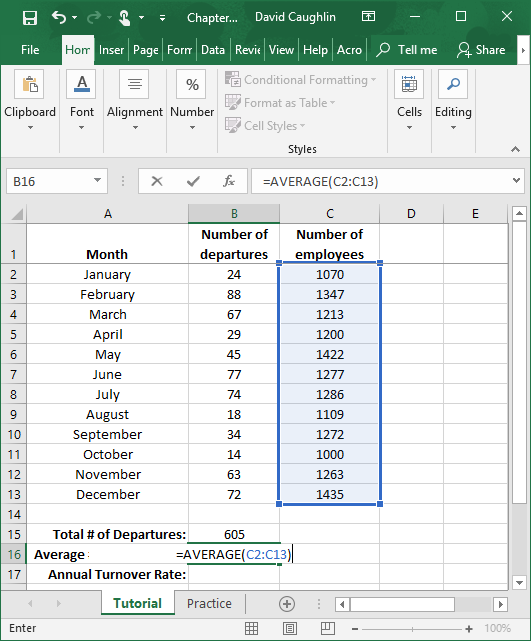 Chapter... David Caughlin
File Hor Inser Page Form Data Revie View Help Acro Tell me Share
Clipboard Font Alignment Number
%
Conditional Formatting
Format as Table
Cell Styles
Styles
Cells Editing
B16 fx =AVERAGE(C2:C13)
A B C D E
1 Month Number of departures Number of employees
2 January 24 1070
3 February 88 1347
4 March 67 1213
5 April 29 1200
6 May 45 1422
7 June 77 1277
8 July 74 1286
9 August 18 1109
10 September 34 1272
11 October 14 1000
12 November 63 1263
13 December 72 1435
14
15 Total # of Departures: 605
16 Average =AVERAGE(C2:C13)
17 Annual Turnover Rate:
Tutorial Practice
Enter 100%